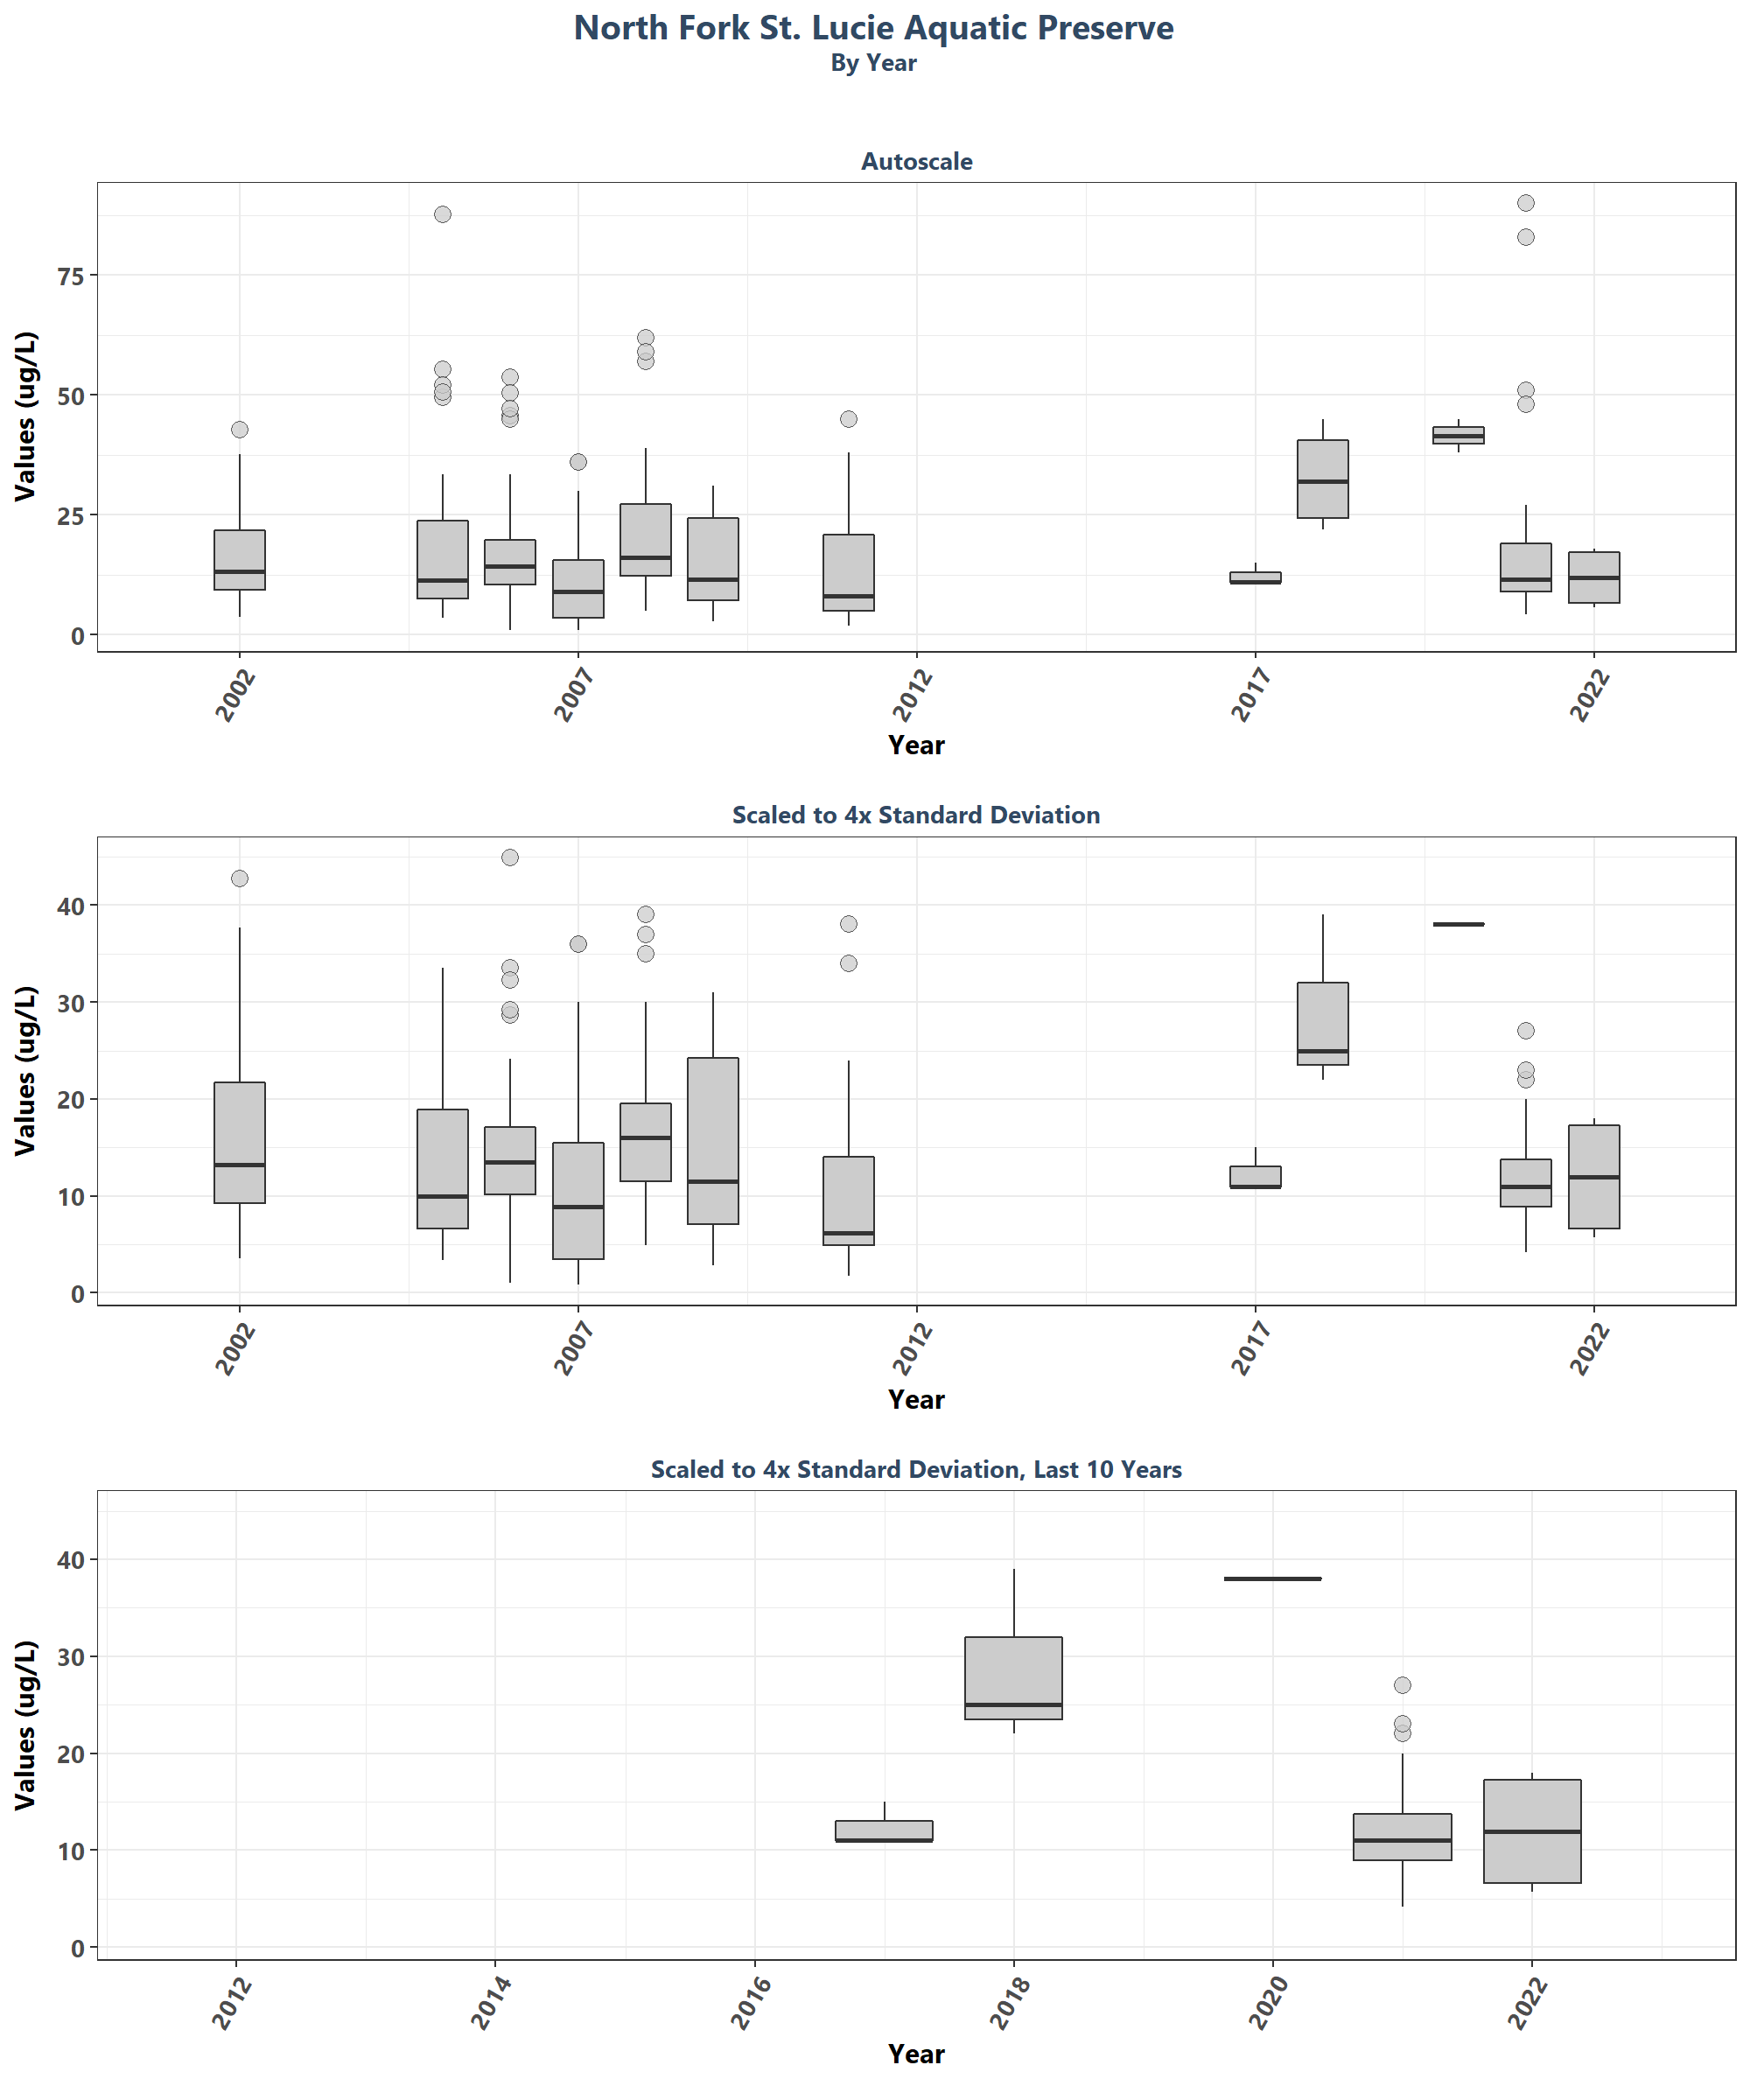 North Fork St. Lucie Aquatic Preserve
By Year
Autoscale
Values (ug/L)
75
50
25
0
2002
2007
2012
2017
2022
Year
Scaled to 4x Standard Deviation
Values (ug/L)
40
30
20
10
0
2002
2007
2012
2017
2022
Year
Scaled to 4x Standard Deviation, Last 10 Years
Values (ug/L)
40
30
20
10
0
2012
2014
2016
2018
2020
2022
Year